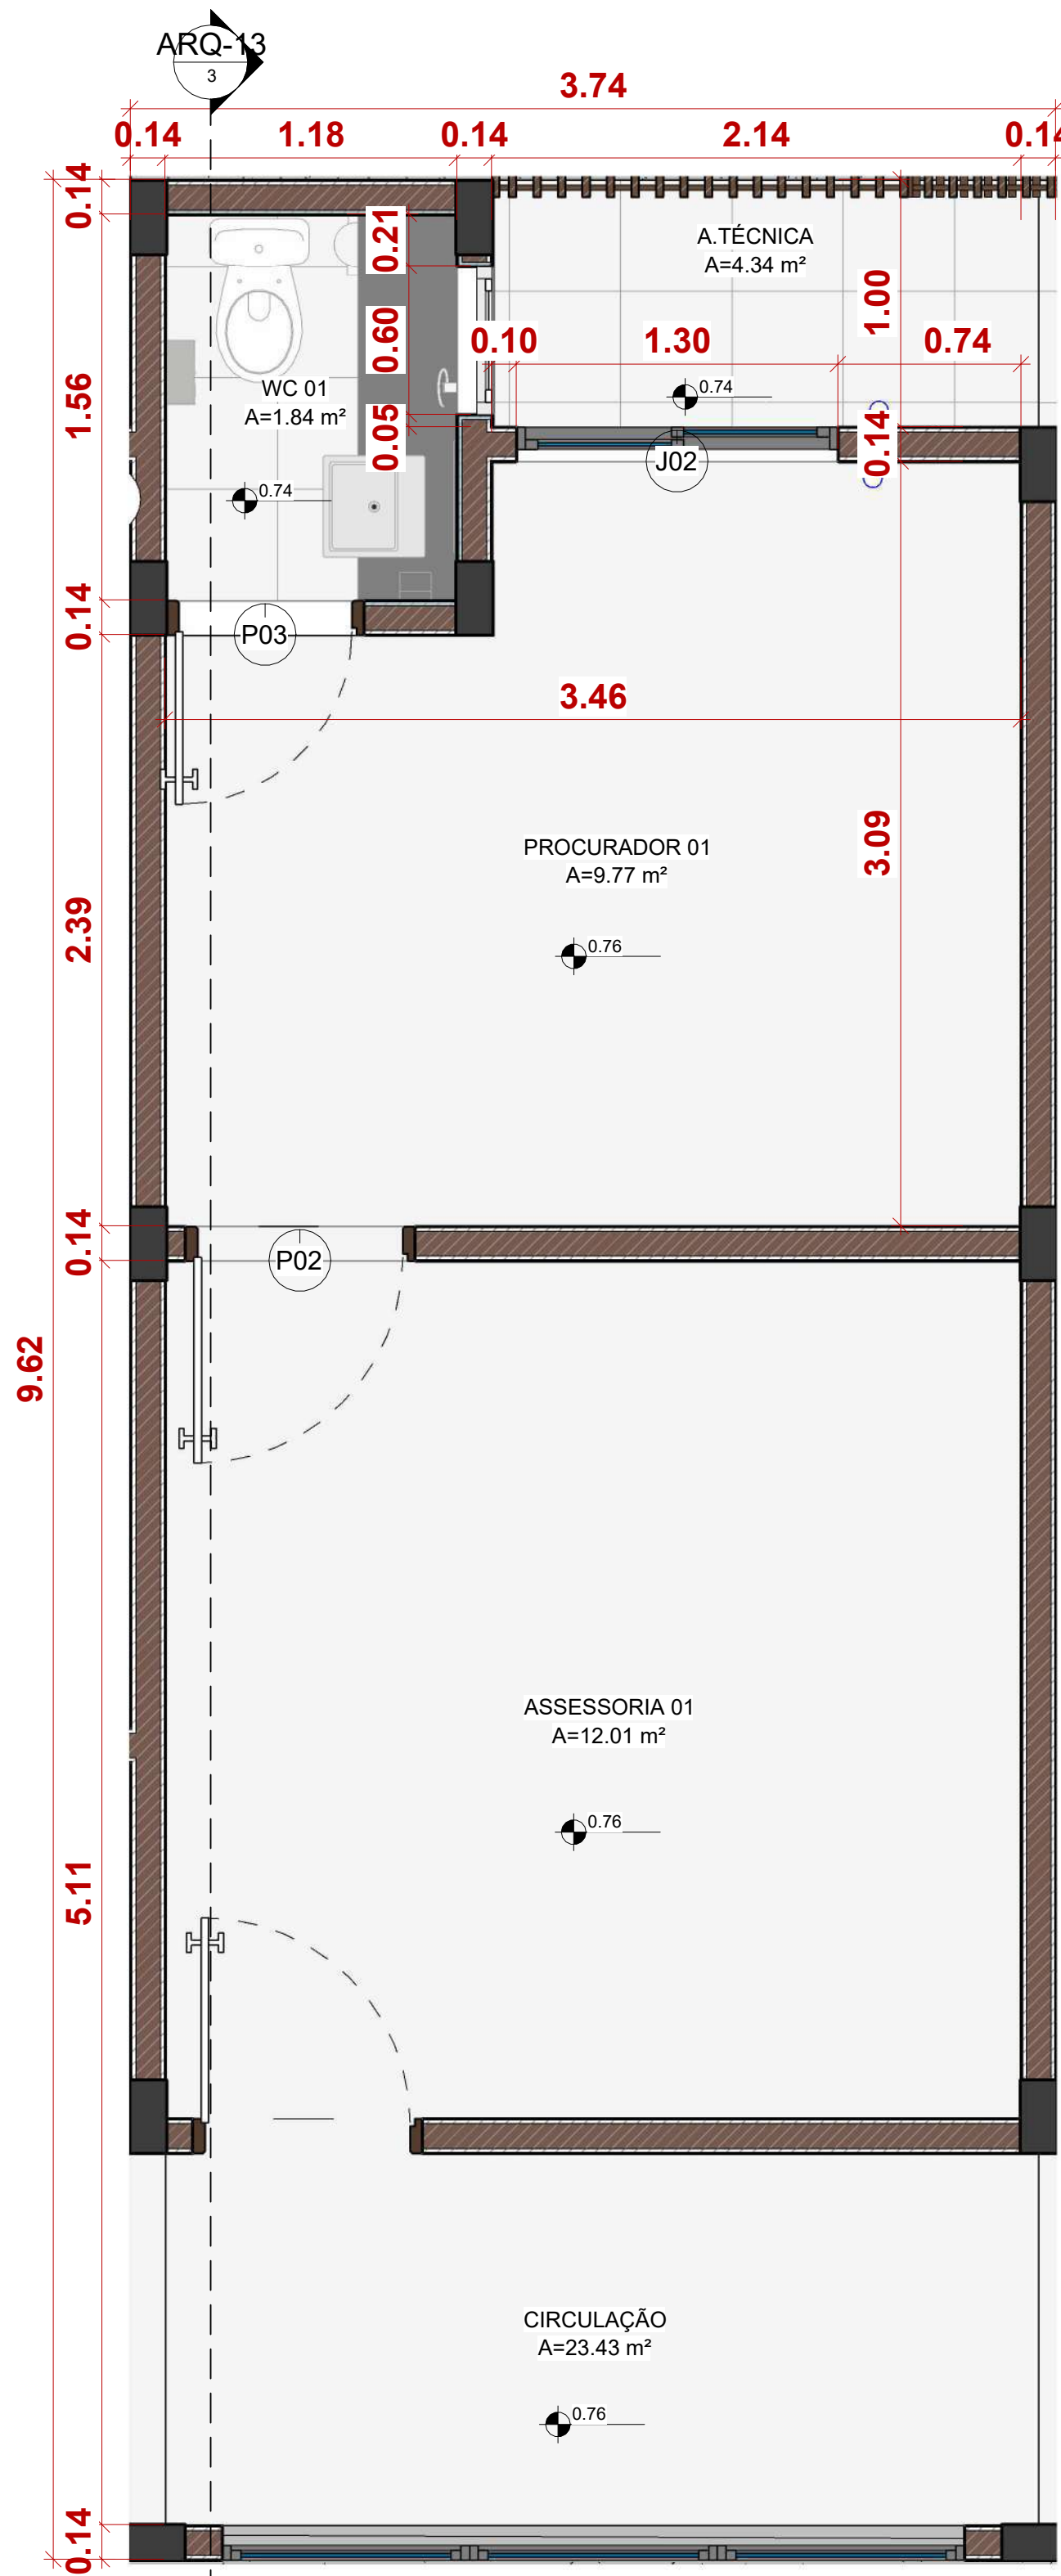 ARQ-13
3
3.74
0.14
1.18
0.14
2.14
0.14
0.14
0.21
A.TÉCNICA
A=4.34 m²
1.00
0.60
0.10
1.30
0.74
WC 01
A=1.84 m²
0.74
1.56
0.05
0.14
J02
0.74
0.14
P03
3.46
3.09
PROCURADOR 01
A=9.77 m²
2.39
0.76
0.14
P02
9.62
ASSESSORIA 01
A=12.01 m²
0.76
5.11
CIRCULAÇÃO
A=23.43 m²
0.76
0.14